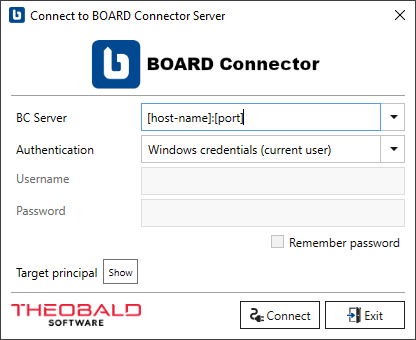 Connect to BOARD Connector Server
BOARD Connector
BC Server
[host-name]:[port]
Authentication
Windows credentials (current user)
Username
Password
Remember password
Target principal
Show
THEOBALD
SOFTWARE
Connect
Exit